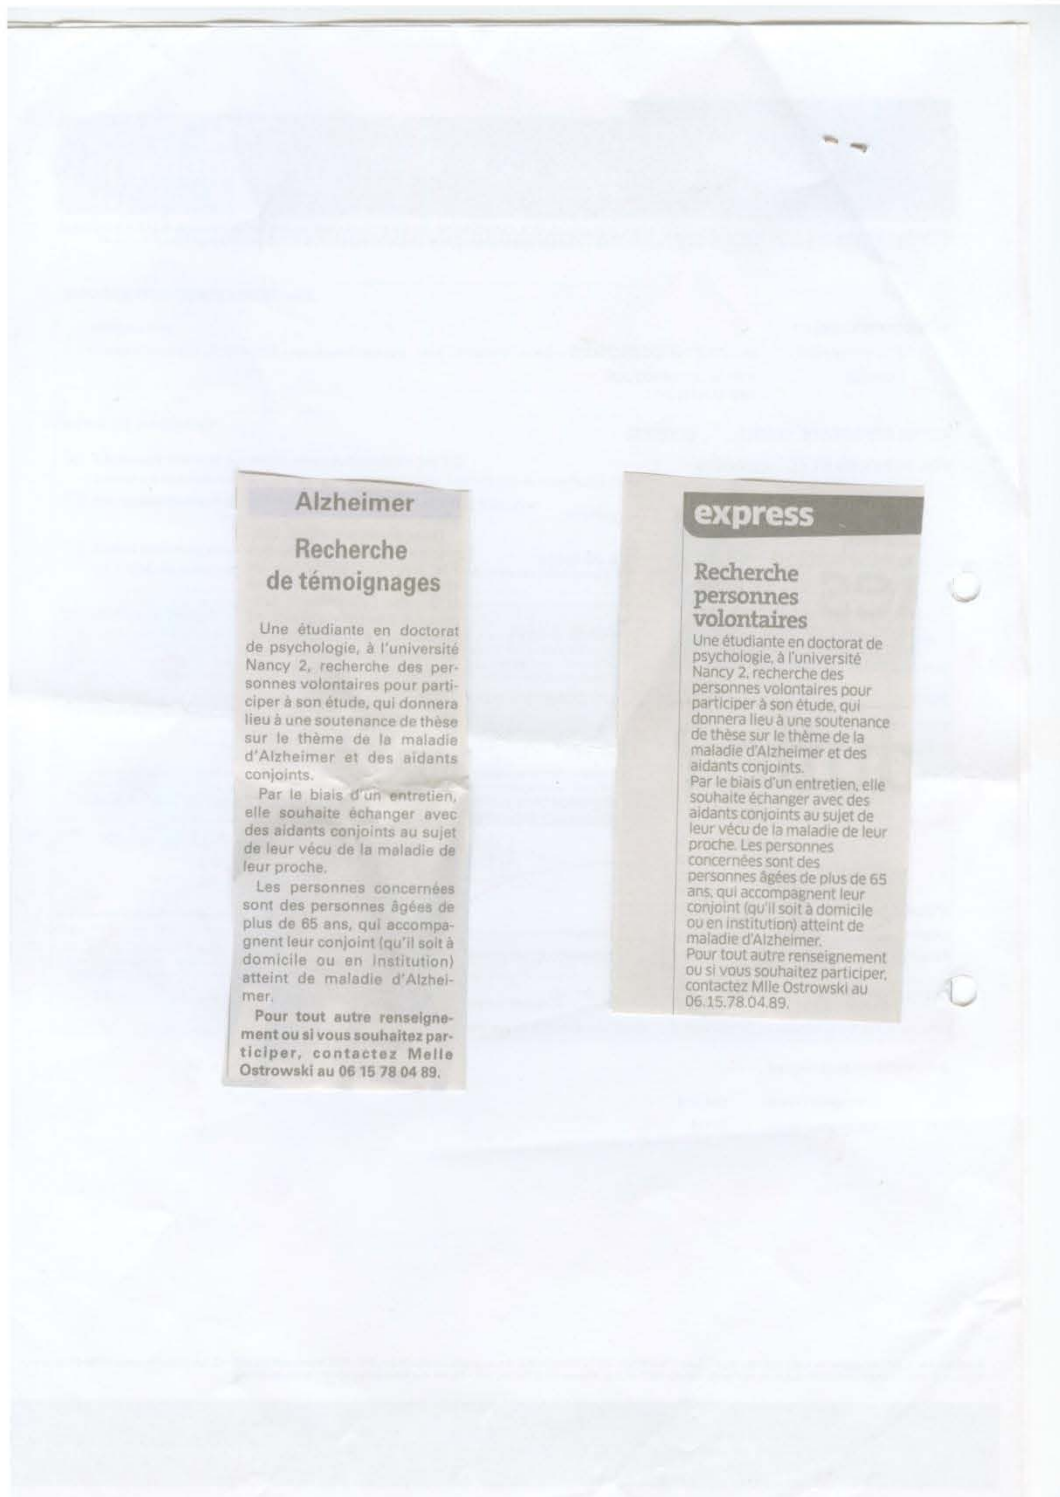 Alzheimer
Recherche
de témoignages
Une étudiante en doctorat
de psychologie, à l'université
Nancy 2, recherche des per-
sonnes volontaires pour parti-
ciper à son étude, qui donnera
lieu à une soutenance de thèse
sur le thème de la maladie
d'Alzheimer et des aidants
conjoints.
Par le biais d'un entretien,
elle souhaite échanger avec
des aidants conjoints au sujet
de leur vécu de la maladie de
leur proche.
Les personnes concernées
sont des personnes âgées de
plus de 65 ans, qui accompa-
gnent leur conjoint (qu'il soit à
domicile ou en institution)
atteint de maladie d'Alzhei-
mer.
Pour tout autre renseigne-
ment ou si vous souhaitez par-
ticiper, contactez Melle
Ostrowski au 06 15 78 04 89.
express
Recherche
personnes
volontaires
Une étudiante en doctorat de
psychologie, à l'université
Nancy 2, recherche des
personnes volontaires pour
participer à son étude, qui
donnera lieu à une soutenance
de thèse sur le thème de la
maladie d'Alzheimer et des
aidants conjoints.
Par le biais d'un entretien, elle
souhaite échanger avec des
aidants conjoints au sujet de
leur vécu de la maladie de leur
proche. Les personnes
concernées sont des
personnes âgées de plus de 65
ans, qui accompagnent leur
conjoint (qu'il soit à domicile
ou en institution) atteint de
maladie d'Alzheimer.
Pour tout autre renseignement
ou si vous souhaitez participer,
contactez Mlle Ostrowski au
06.15.78.04.89.